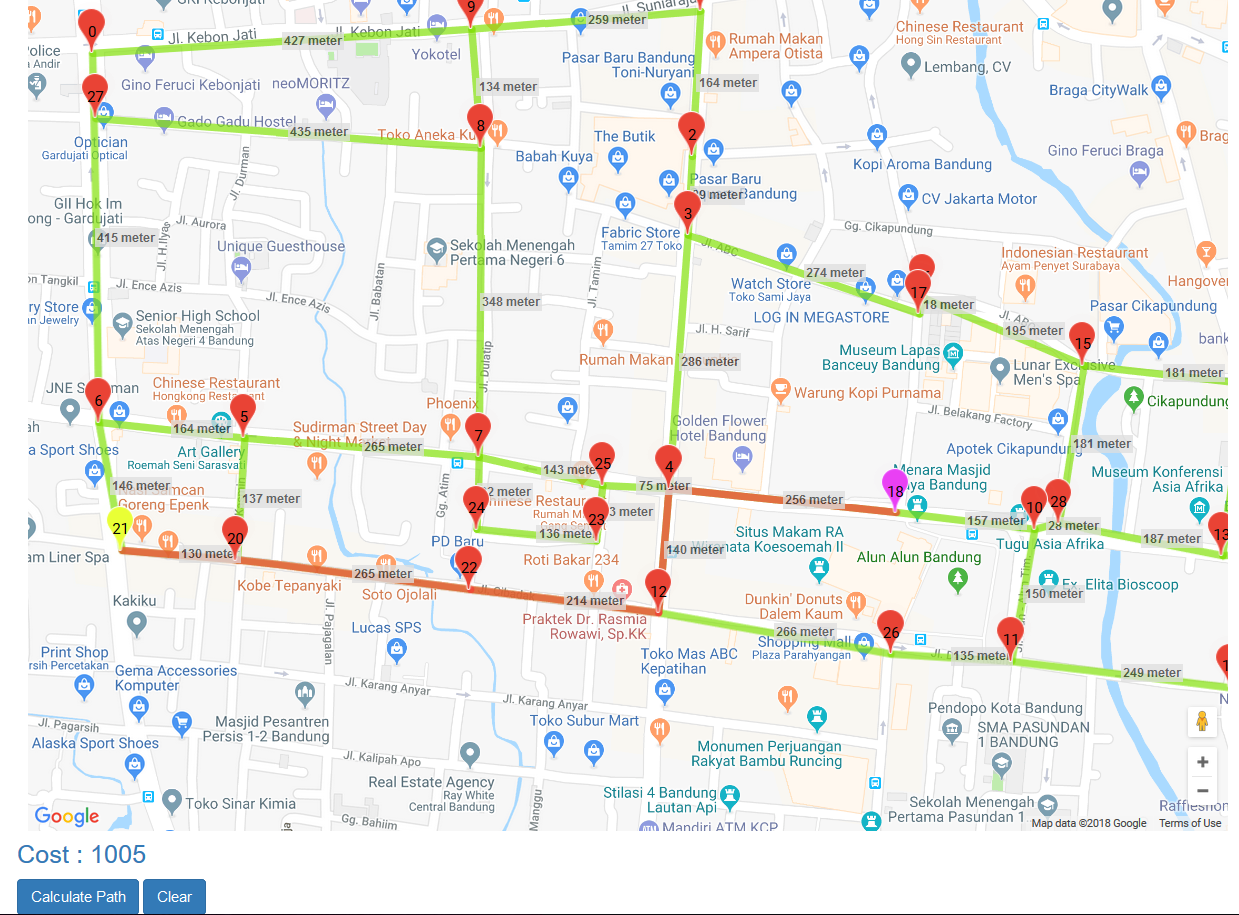 0
9
259 meter
Jl. Suniaraja
Jl. Kebon Jati
427 meter
Jl. Kebon Jati
Yokotel
Rumah Makan
Ampera Otista
Chinese Restaurant
Hong Sin Restaurant
Lembang, CV
Pasar Baru Bandung
Toni-Nuryani
Police
a Andir
Gino Feruci Kebonjati
neoMORITZ
134 meter
164 meter
Braga CityWalk
27
Gado Gadu Hostel
435 meter
Toko Aneka Ku
8
The Butik
2
Brag
Optician
Gardujati Optical
Babah Kuya
Kopi Aroma Bandung
Gino Feruci Braga
Jl. Durman
Pasar Baru
Bandung
89 meter
CV Jakarta Motor
GII Hok Im
ong - Gardujati
Jl. Aurora
3
Fabric Store
Tamim 27 Toko
Gg. Cikapundung
415 meter
Jl. H.Ilyas
Unique Guesthouse
Sekolah Menengah
Pertama Negeri 6
Jl. ABC
Indonesian Restaurant
Ayam Penyet Surabaya
274 meter
17
18 meter
Hangover
on Tangkil
Jl. Ence Azis
Jl. Ence Azis
Jl. Babatan
Jl. Tamim
Watch Store
Toko Sami Jaya
LOG IN MEGASTORE
348 meter
ry Store
n Jewelry
Senior High School
Sekolah Menengah
Atas Negeri 4 Bandung
Pasar Cikapundung
Jl. H. Sarif
195 meter
15
bank
Rumah Makan
286 meter
Museum Lapas
Banceuy Bandung
Lunar Exclusive
Men's Spa
181 meter
Jl. Dulatip
JNE
Chinese Restaurant
Hongkong Restaurant
Warung Kopi Purnama
Cikapundung
6
5
Phoenix
Jl. Belakang Factory
164 meter
Sudirman Street Day
& Night Market
7
265 meter
Golden Flower
Hotel Bandung
Apotek Cikapundung
181 meter
a Sport Shoes
Art Gallery
Roemah Seni Sarasvati
143 meter
25
4
75 meter
Menara Masjid
Raya Bandung
Museum Konferensi
Asia Afrika
146 meter
137 meter
Goreng Epenk
Gg. Atim
24
2 meter
Chinese Restaurant
23
3 meter
256 meter
18
10
28
157 meter
28 meter
21
20
136 meter
PD Baru
Situs Makam RA
Wiranata Koesoemah II
Tugu Asia Afrika
187 meter
13
am Liner Spa
130 meter
Kobe Tepanyaki
265 meter
Soto Ojolali
22
Roti Bakar 234
140 meter
Alun Alun Bandung
Ex. Elita Bioscoop
150 meter
214 meter
12
Kakiku
Jl. Pajagalan
Praktek Dr. Rasmia
Rowawi, Sp.KK
Dunkin' Donuts
Dalem Kaum
Lucas SPS
266 meter
26
11
Shopping Mall
Plaza Parahyangan
135 meter
249 meter
Print Shop
rsih Percetakan
Gema Accessories
Komputer
Toko Mas ABC
Kepatihan
Jl. Karang Anyar
Jl. Karang Anyar
Pendopo Kota Bandung
Jl. Pagarsih
Masjid Pesantren
Persis 1-2 Bandung
Toko Subur Mart
SMA PASUNDAN
1 BANDUNG
Alaska Sport Shoes
Jl. Kalipah Apo
Monumen Perjuangan
Rakyat Bambu Runcing
Real Estate Agency
Ray White
Central Bandung
Manggu
Stilasi 4 Bandung
Lautan Api
Toko Sinar Kimia
Sekolah Menengah
Pertama Pasundan 1
Google
Gg. Bahiim
Mandiri ATM KCP
Map data ©2018 Google
Terms of Use
Cost : 1005
Calculate Path
Clear